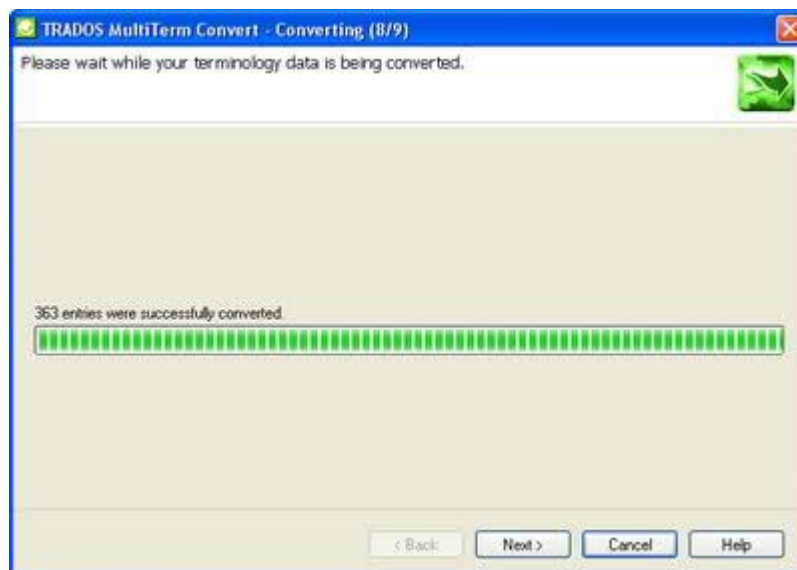 TRADOS MultiTerm Convert - Converting (8/9)
Please wait while your terminology data is being converted.
363 entries were successfully converted.
< Back Next > Cancel Help